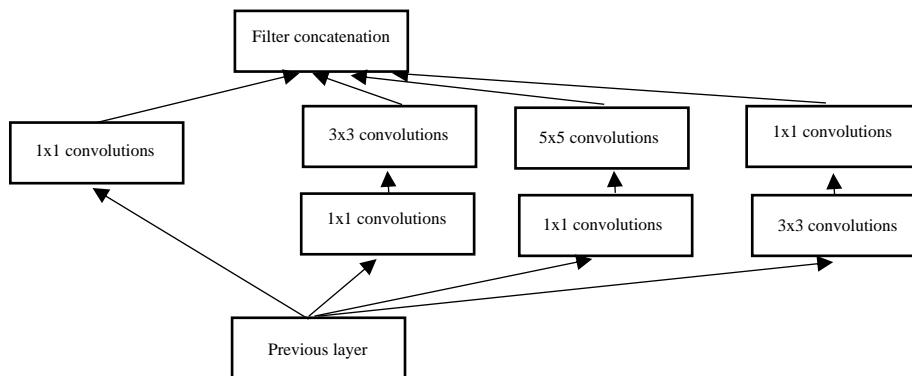 Filter concatenation
1x1 convolutions
3x3 convolutions
5x5 convolutions
1x1 convolutions
1x1 convolutions
1x1 convolutions
3x3 convolutions
Previous layer